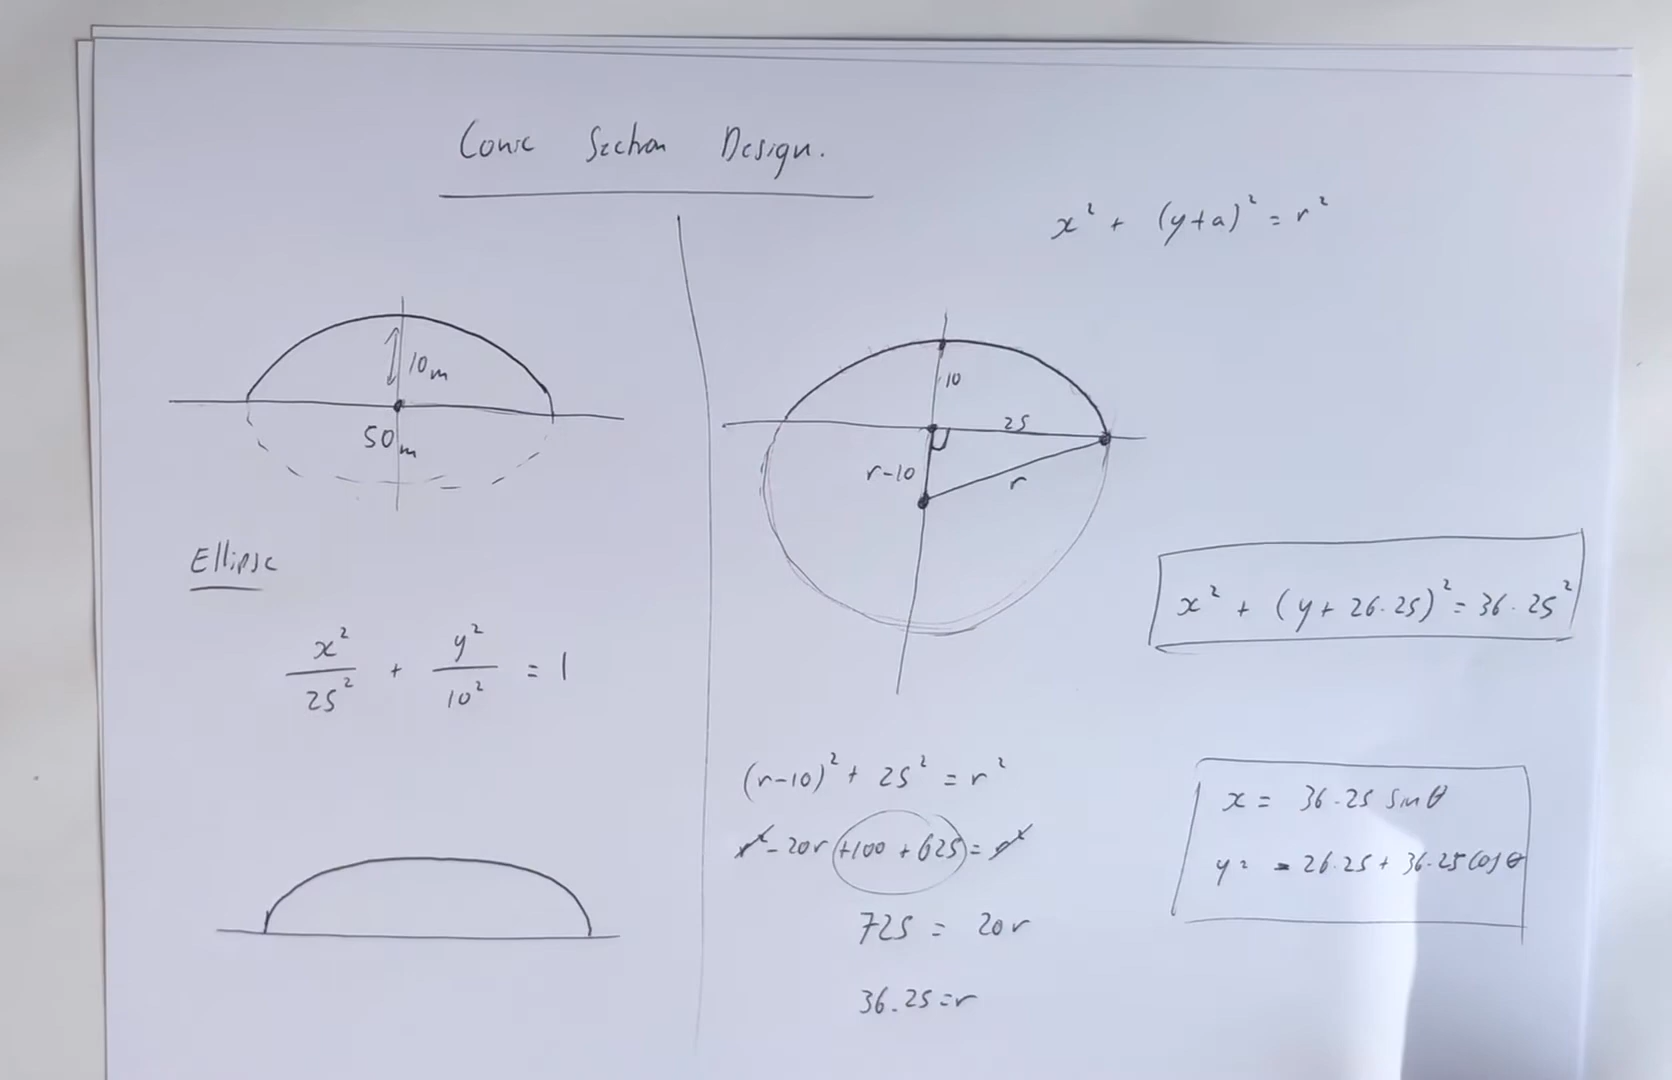 Conic Section Design.
10m
50m
Ellipse
x²/25² + y²/10² = 1
x² + (y+a)² = r²
10
25
r-10
r
(r-10)² + 25² = r²
r² - 20r +100 + 625 = r²
725 = 20r
36.25 = r
x² + (y + 26.25)² = 36.25²
x = 36.25 sin θ
y = - 26.25 + 36.25 cos θ